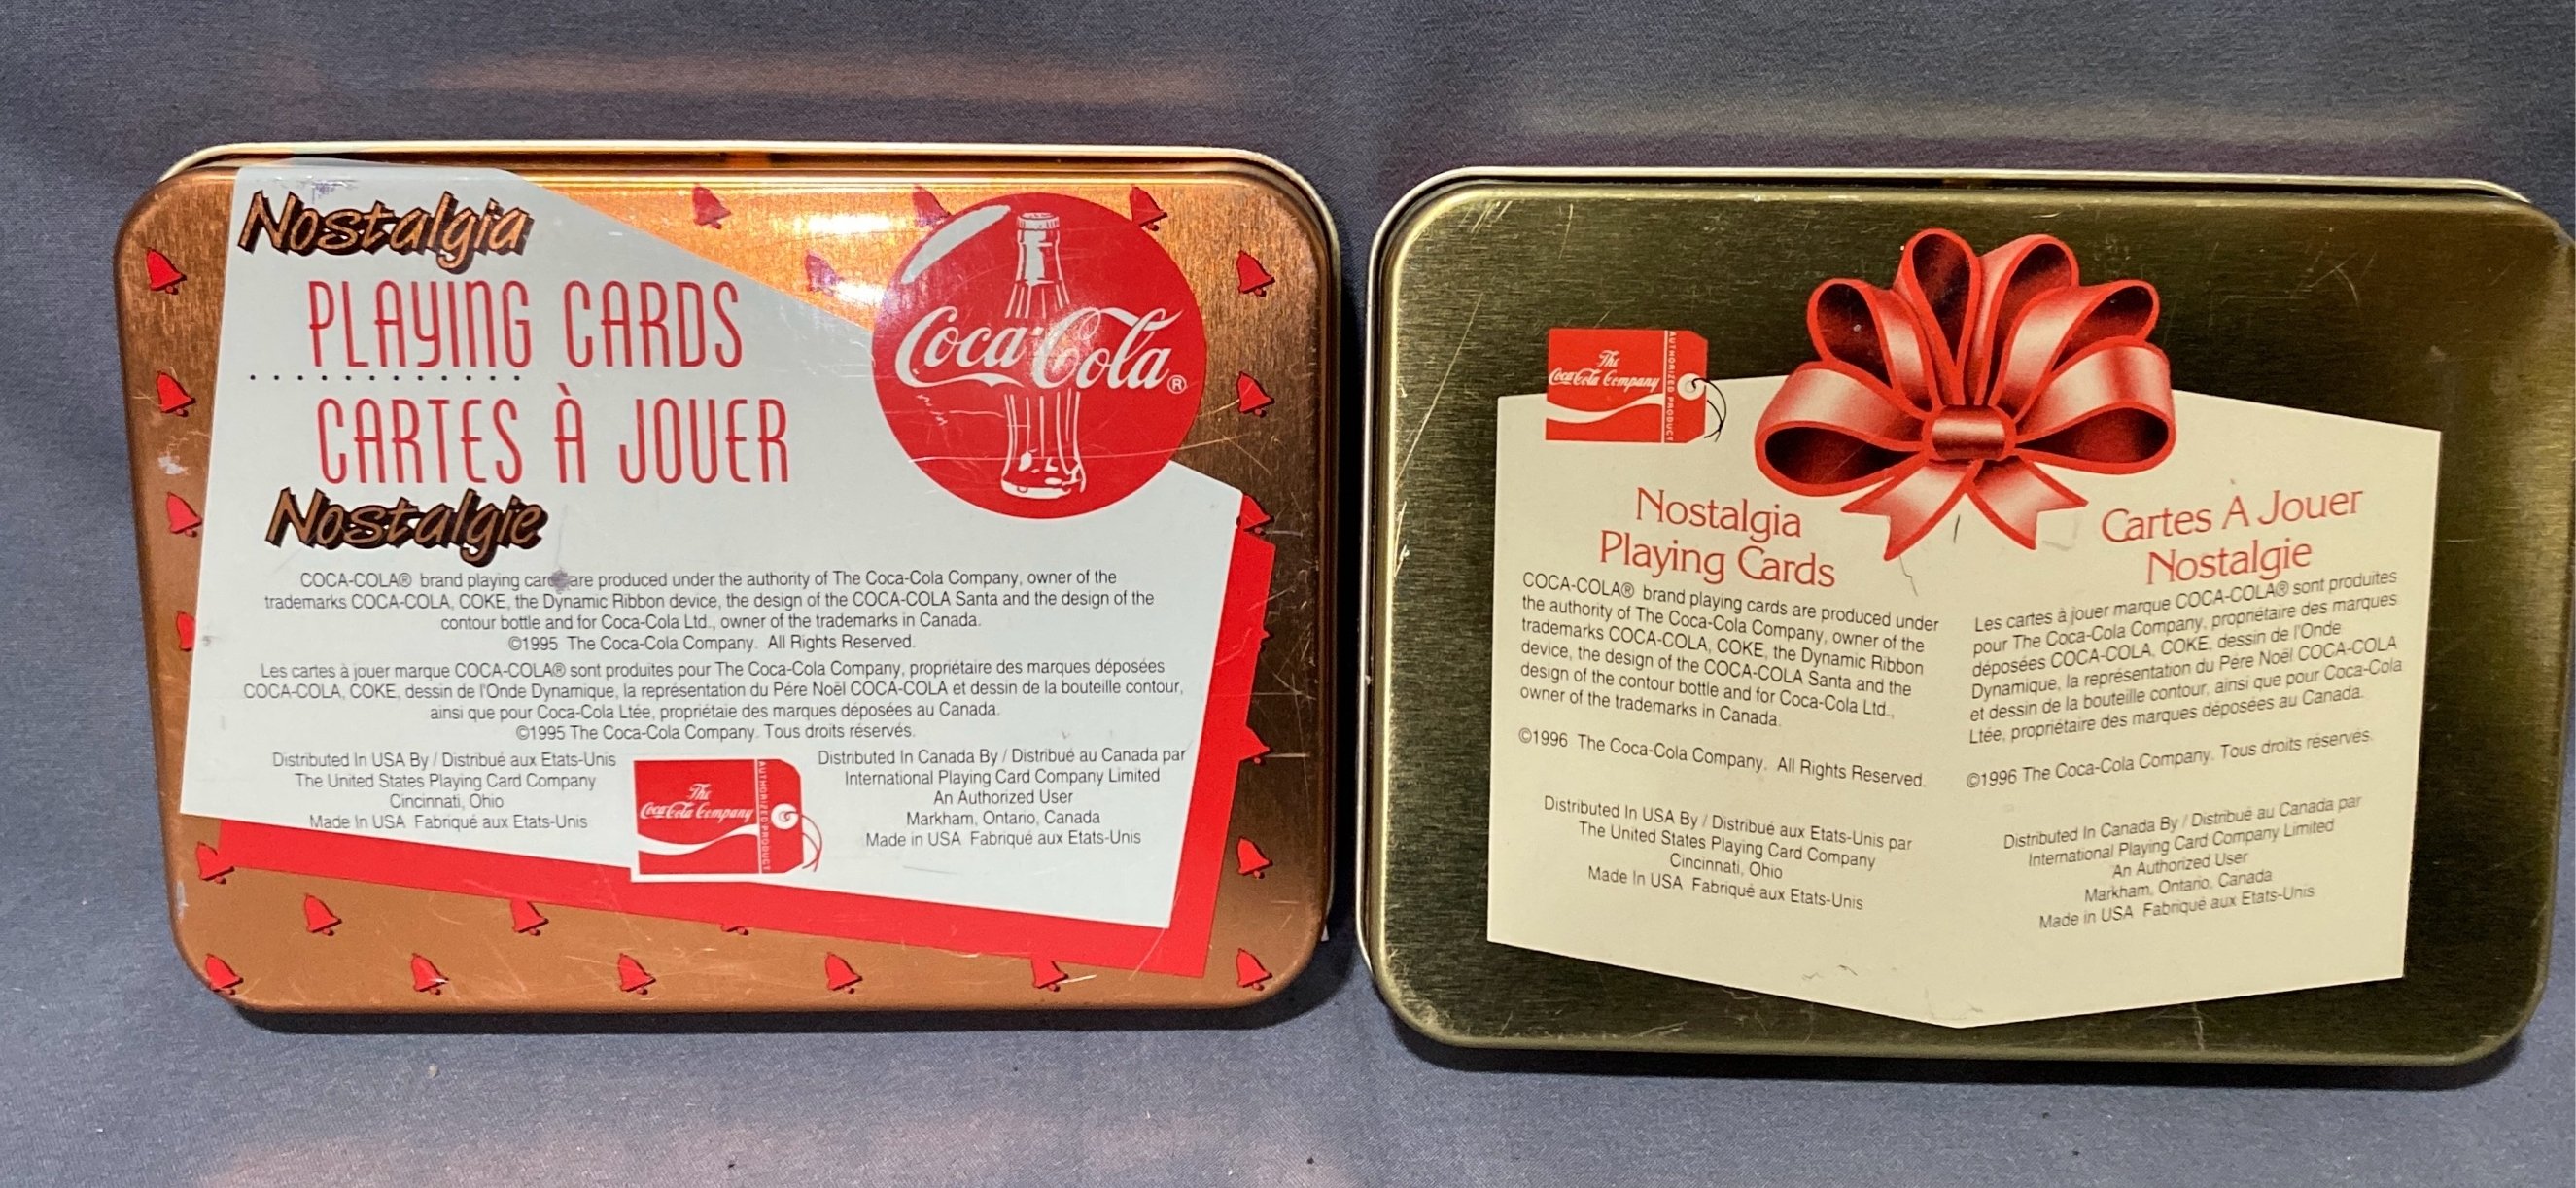 Nostalgia
PLAYING CARDS
CARTES À JOUER
Nostalgie
Coca-Cola®
COCA-COLA® brand playing cards are produced under the authority of The Coca-Cola Company, owner of the
trademarks COCA-COLA, COKE, the Dynamic Ribbon device, the design of the COCA-COLA Santa and the design of the
contour bottle and for Coca-Cola Ltd., owner of the trademarks in Canada.
©1995 The Coca-Cola Company. All Rights Reserved.
Les cartes à jouer marque COCA-COLA® sont produites pour The Coca-Cola Company, propriétaire des marques déposées
COCA-COLA, COKE, dessin de l'Onde Dynamique, la représentation du Pére Noël COCA-COLA et dessin de la bouteille contour,
ainsi que pour Coca-Cola Ltée, propriétaie des marques déposées au Canada.
©1995 The Coca-Cola Company. Tous droits réservés.
Distributed In USA By / Distribué aux Etats-Unis
The United States Playing Card Company
Cincinnati, Ohio
Made In USA Fabriqué aux Etats-Unis
The
Coca-Cola Company
AUTHORIZED PRODUCT
Distributed In Canada By / Distribué au Canada par
International Playing Card Company Limited
An Authorized User
Markham, Ontario, Canada
Made in USA Fabriqué aux Etats-Unis
The
Coca-Cola Company
AUTHORIZED PRODUCT
Nostalgia
Playing Cards
COCA-COLA® brand playing cards are produced under
the authority of The Coca-Cola Company, owner of the
trademarks COCA-COLA, COKE, the Dynamic Ribbon
device, the design of the COCA-COLA Santa and the
design of the contour bottle and for Coca-Cola Ltd.,
owner of the trademarks in Canada.
©1996 The Coca-Cola Company. All Rights Reserved.
Distributed In USA By / Distribué aux Etats-Unis par
The United States Playing Card Company
Cincinnati, Ohio
Made In USA Fabriqué aux Etats-Unis
Cartes À Jouer
Nostalgie
Les cartes à jouer marque COCA-COLA® sont produites
pour The Coca-Cola Company, propriétaire des marques
déposées COCA-COLA, COKE, dessin de l'Onde
Dynamique, la représentation du Pére Noël COCA-COLA
et dessin de la bouteille contour, ainsi que pour Coca-Cola
Ltée, propriétaire des marques déposées au Canada.
©1996 The Coca-Cola Company. Tous droits réservés.
Distributed In Canada By / Distribué au Canada par
International Playing Card Company Limited
An Authorized User
Markham, Ontario, Canada
Made in USA Fabriqué aux Etats-Unis